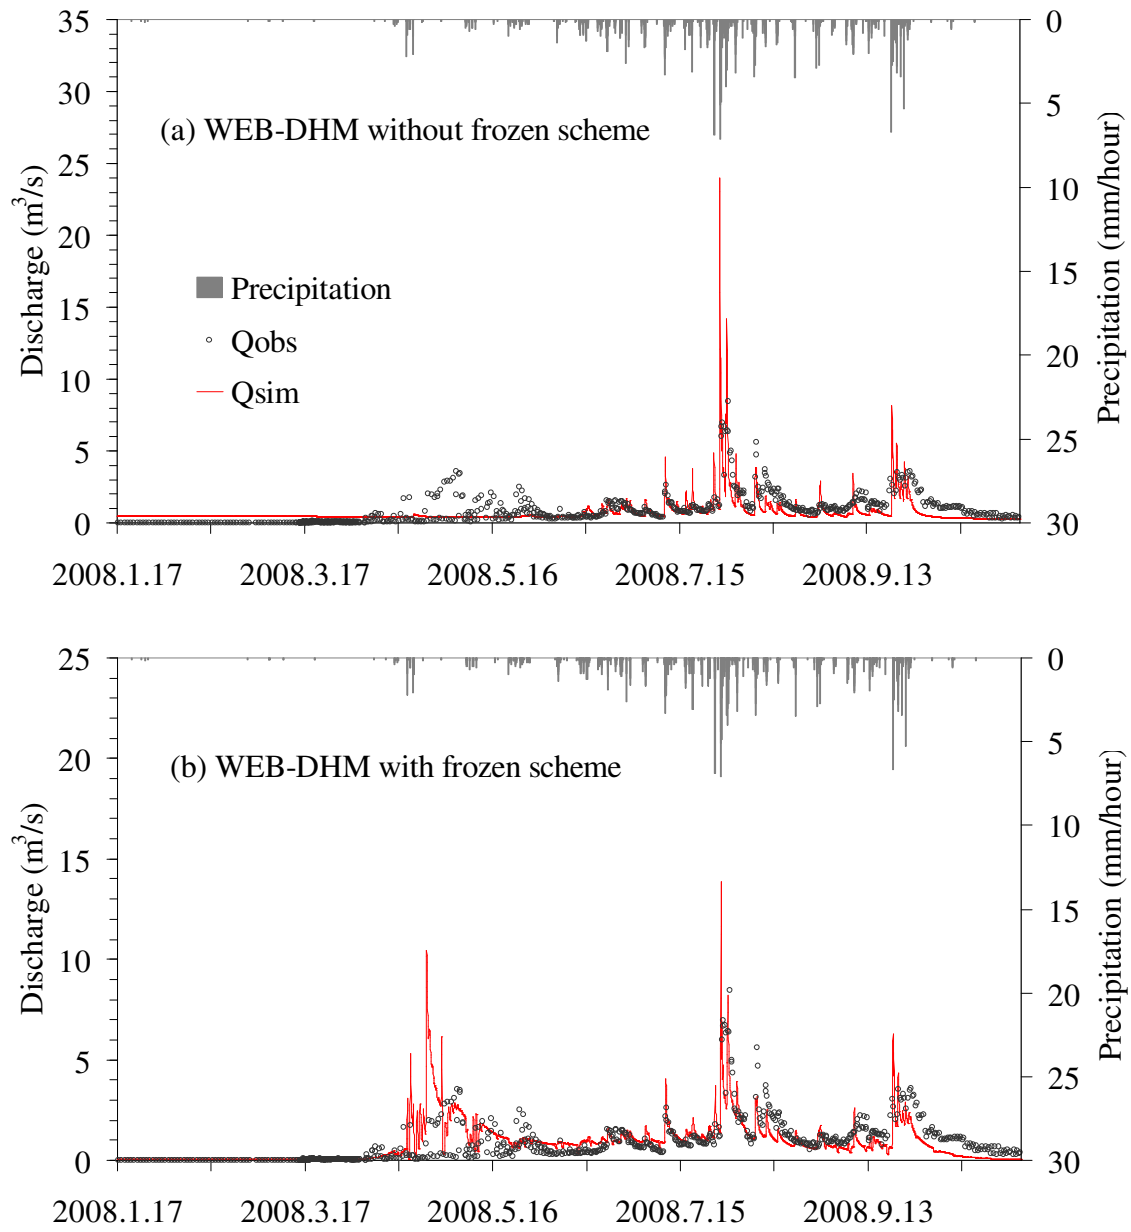 35
30
25
20
15
10
5
0
Discharge (m³/s)
0
5
10
15
20
25
30
Precipitation (mm/hour)
(a) WEB-DHM without frozen scheme
Precipitation
Qobs
Qsim
2008.1.17 2008.3.17 2008.5.16 2008.7.15 2008.9.13
25
20
15
10
5
0
Discharge (m³/s)
0
5
10
15
20
25
30
Precipitation (mm/hour)
(b) WEB-DHM with frozen scheme
2008.1.17 2008.3.17 2008.5.16 2008.7.15 2008.9.13